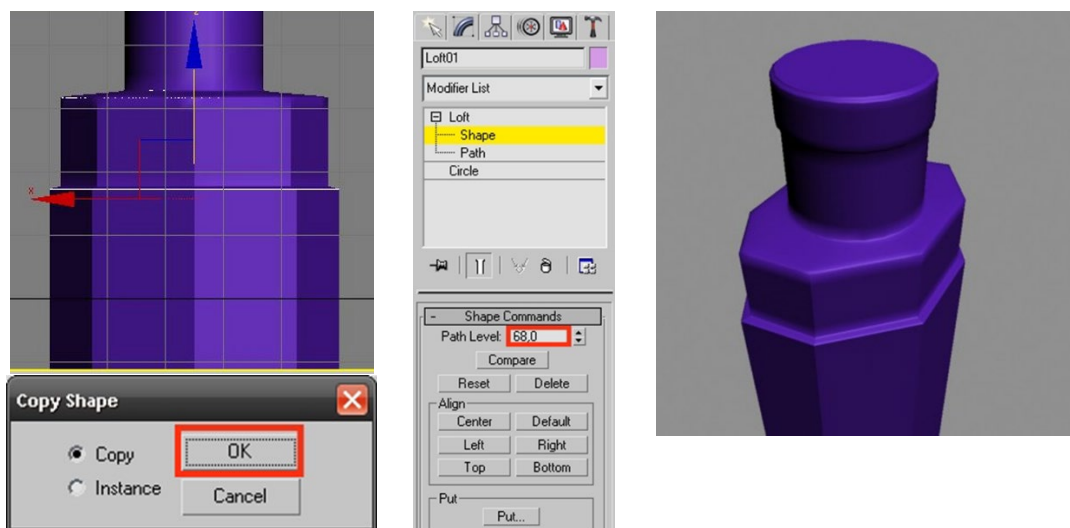 x
Copy Shape
Copy
Instance
OK
Cancel
Loft01
Modifier List
Loft
Shape
Path
Circle
- Shape Commands
Path Level: 68,0
Compare
Reset Delete
Align
Center Default
Left Right
Top Bottom
Put
Put...